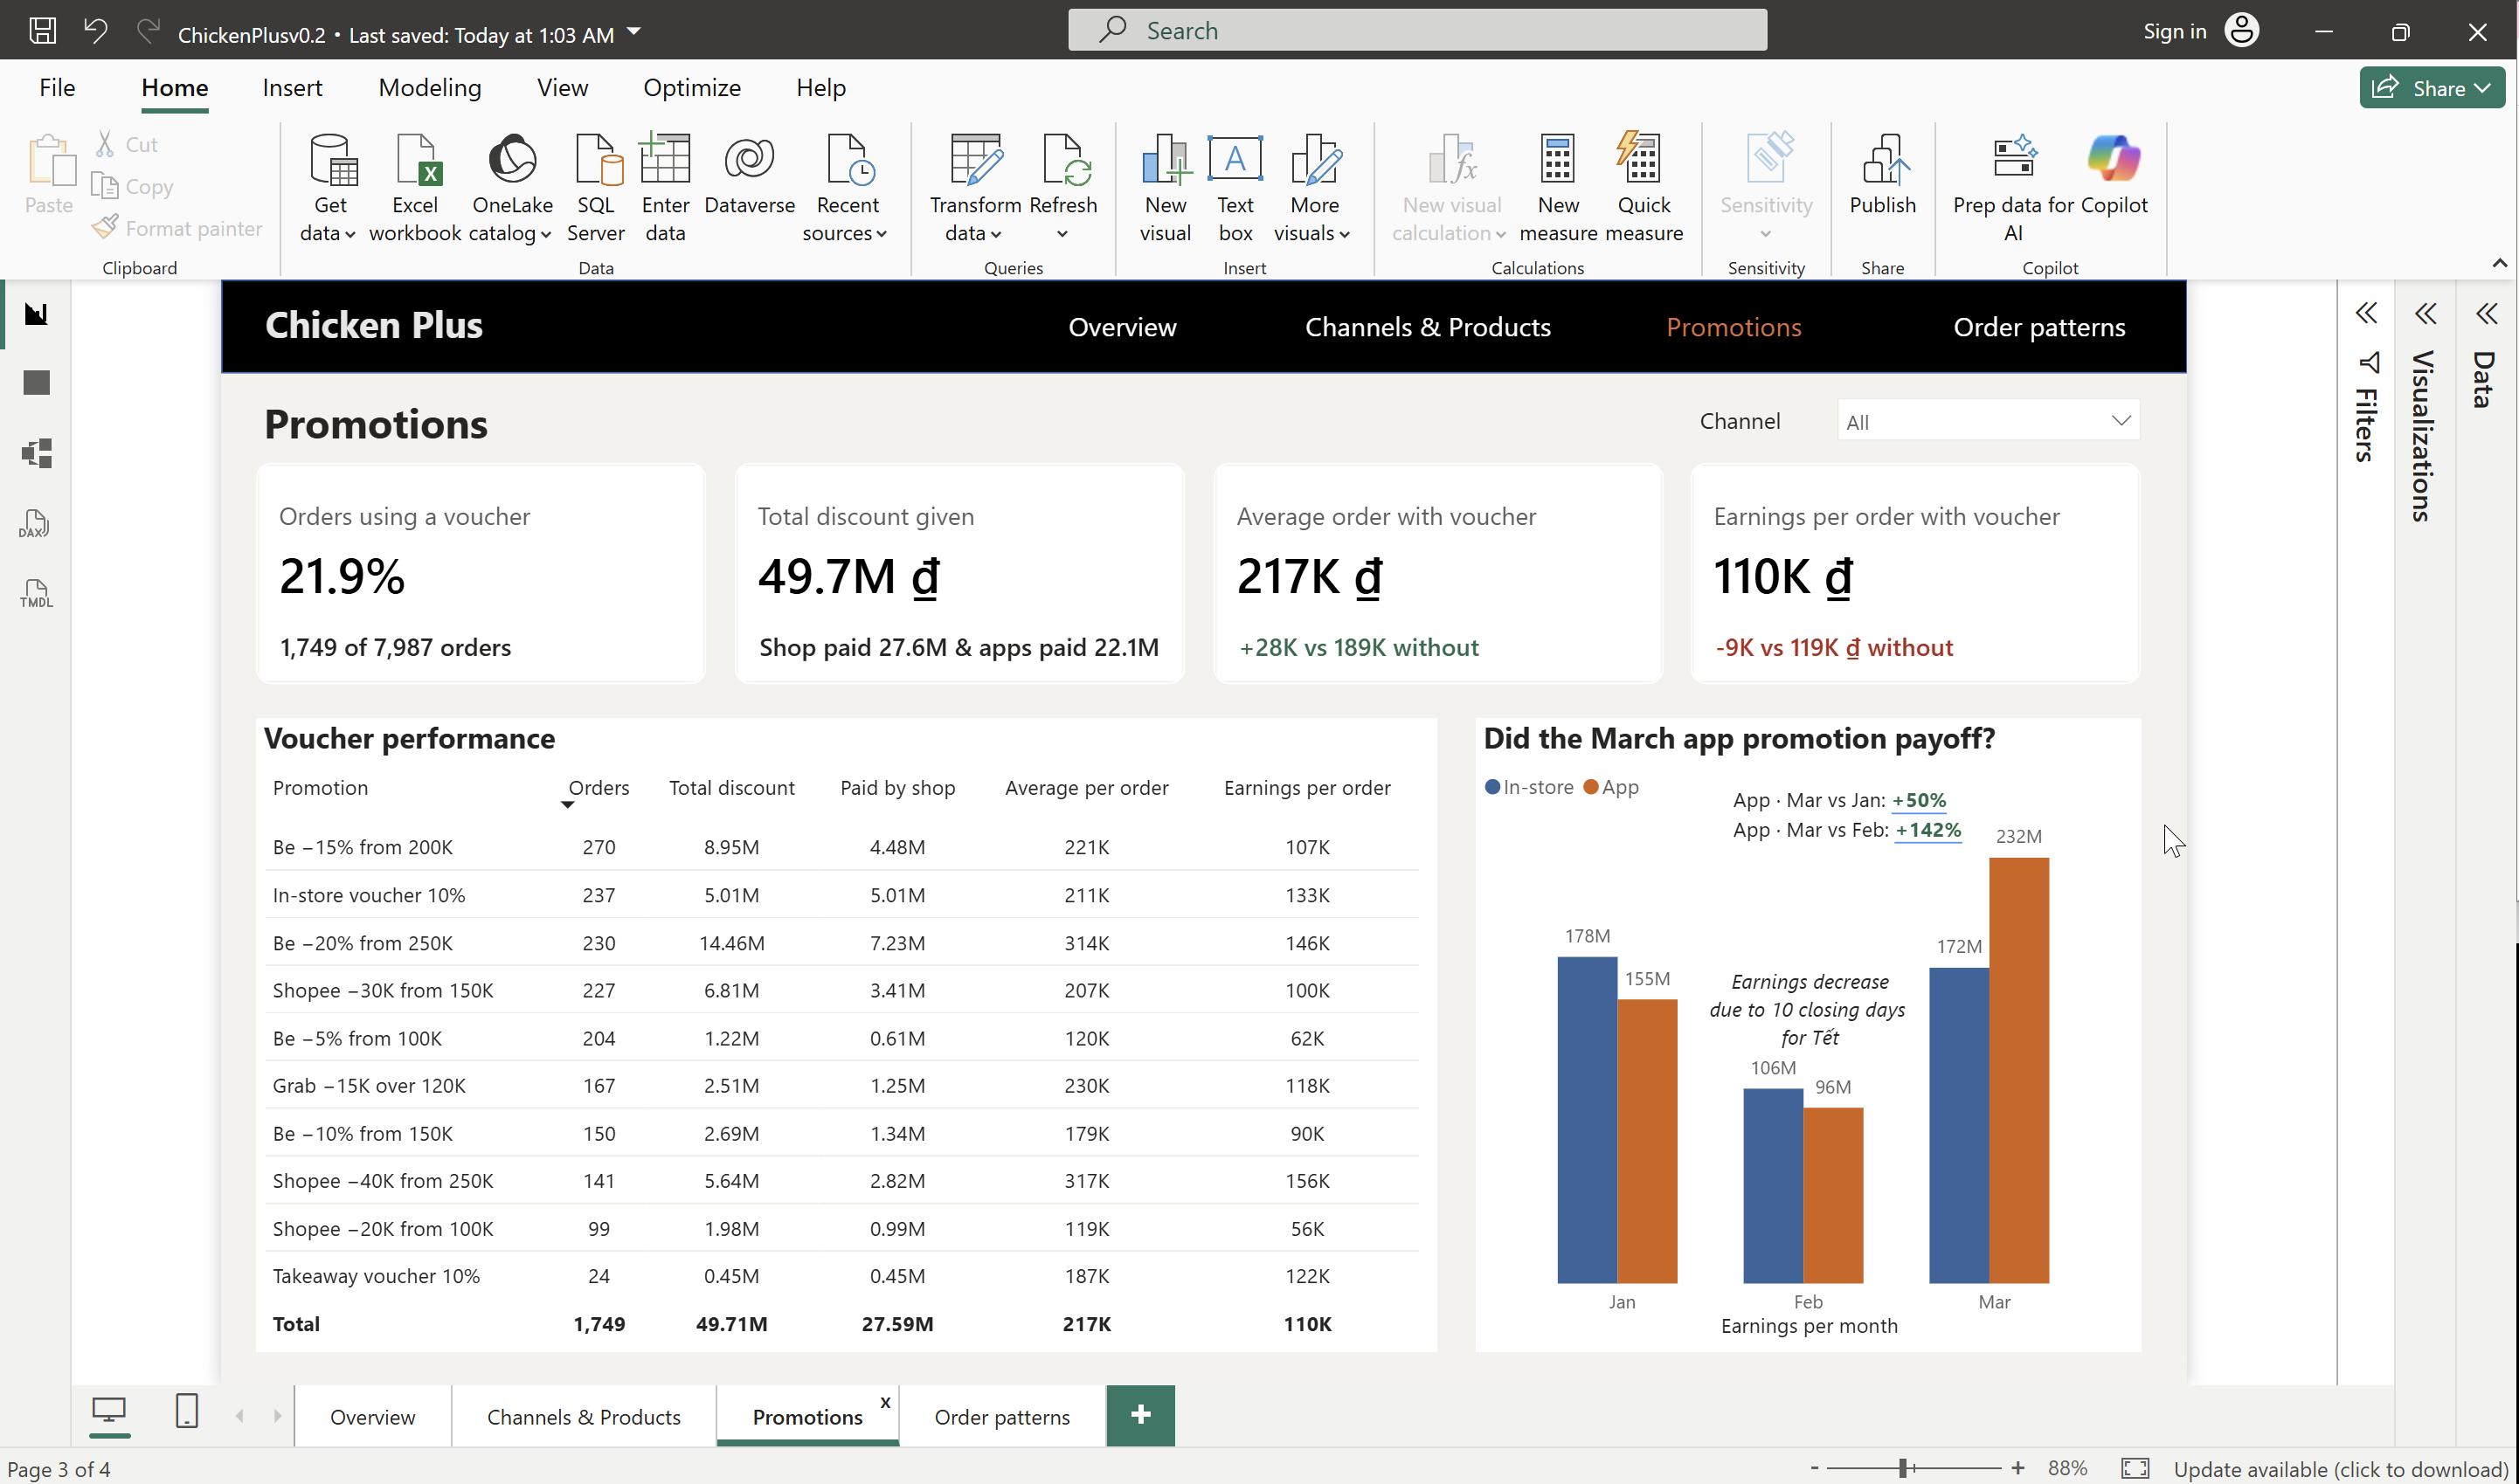 ChickenPlusv0.2 • Last saved: Today at 1:03 AM
Search
Sign in
File Home Insert Modeling View Optimize Help
Share
Paste
Cut
Copy
Format painter
Clipboard
Get data
Excel workbook
OneLake catalog
SQL Server
Enter data
Dataverse
Recent sources
Data
Transform data
Refresh
Queries
New visual
Text box
More visuals
Insert
New visual calculation
New measure
Quick measure
Calculations
Sensitivity
Sensitivity
Publish
Share
Prep data for AI
Copilot
Copilot
Chicken Plus
Overview Channels & Products Promotions Order patterns
Promotions
Channel All
Orders using a voucher
21.9%
1,749 of 7,987 orders
Total discount given
49.7M ₫
Shop paid 27.6M & apps paid 22.1M
Average order with voucher
217K ₫
+28K vs 189K without
Earnings per order with voucher
110K ₫
-9K vs 119K ₫ without
Voucher performance
Promotion Orders Total discount Paid by shop Average per order Earnings per order
Be −15% from 200K 270 8.95M 4.48M 221K 107K
In-store voucher 10% 237 5.01M 5.01M 211K 133K
Be −20% from 250K 230 14.46M 7.23M 314K 146K
Shopee −30K from 150K 227 6.81M 3.41M 207K 100K
Be −5% from 100K 204 1.22M 0.61M 120K 62K
Grab −15K over 120K 167 2.51M 1.25M 230K 118K
Be −10% from 150K 150 2.69M 1.34M 179K 90K
Shopee −40K from 250K 141 5.64M 2.82M 317K 156K
Shopee −20K from 100K 99 1.98M 0.99M 119K 56K
Takeaway voucher 10% 24 0.45M 0.45M 187K 122K
Total 1,749 49.71M 27.59M 217K 110K
Did the March app promotion payoff?
In-store App
App · Mar vs Jan: +50%
App · Mar vs Feb: +142%
232M
178M
172M
155M
Earnings decrease
due to 10 closing days
for Tết
106M
96M
Jan Feb Mar
Earnings per month
Filters
Visualizations
Data
DAX
TMDL
Overview Channels & Products Promotions x Order patterns +
Page 3 of 4
- + 88%
Update available (click to download)